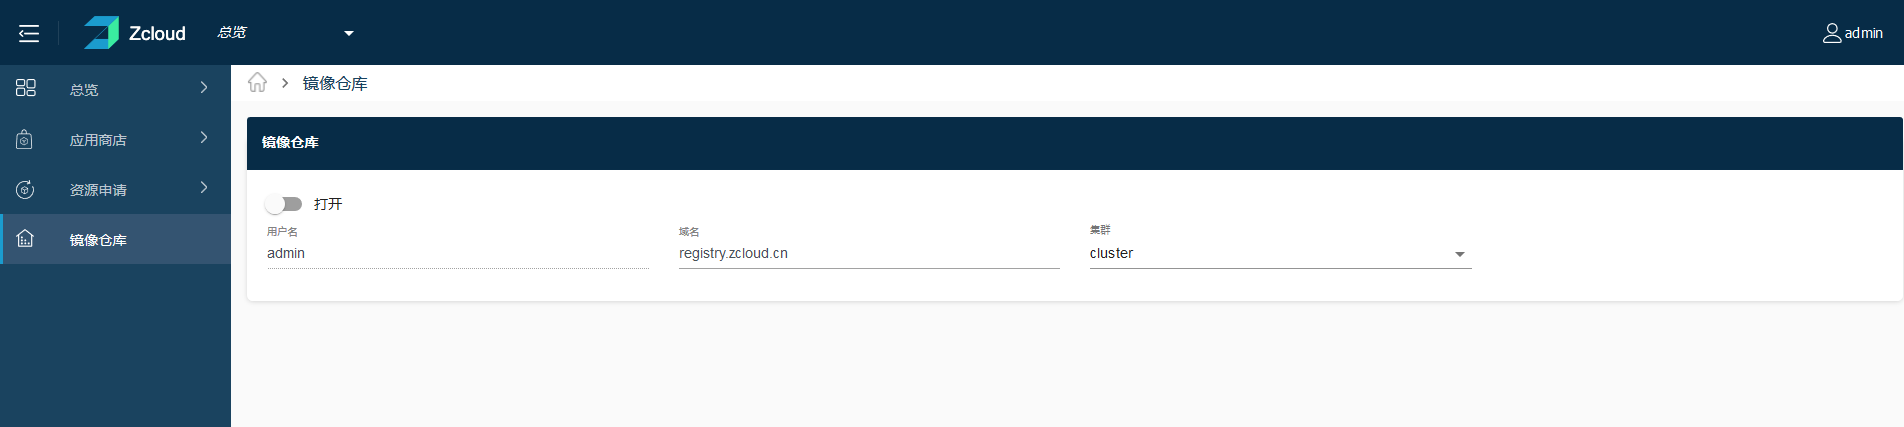 Zcloud 总览 admin
总览
应用商店
资源申请
镜像仓库
镜像仓库
镜像仓库
打开
用户名
admin
域名
registry.zcloud.cn
集群
cluster